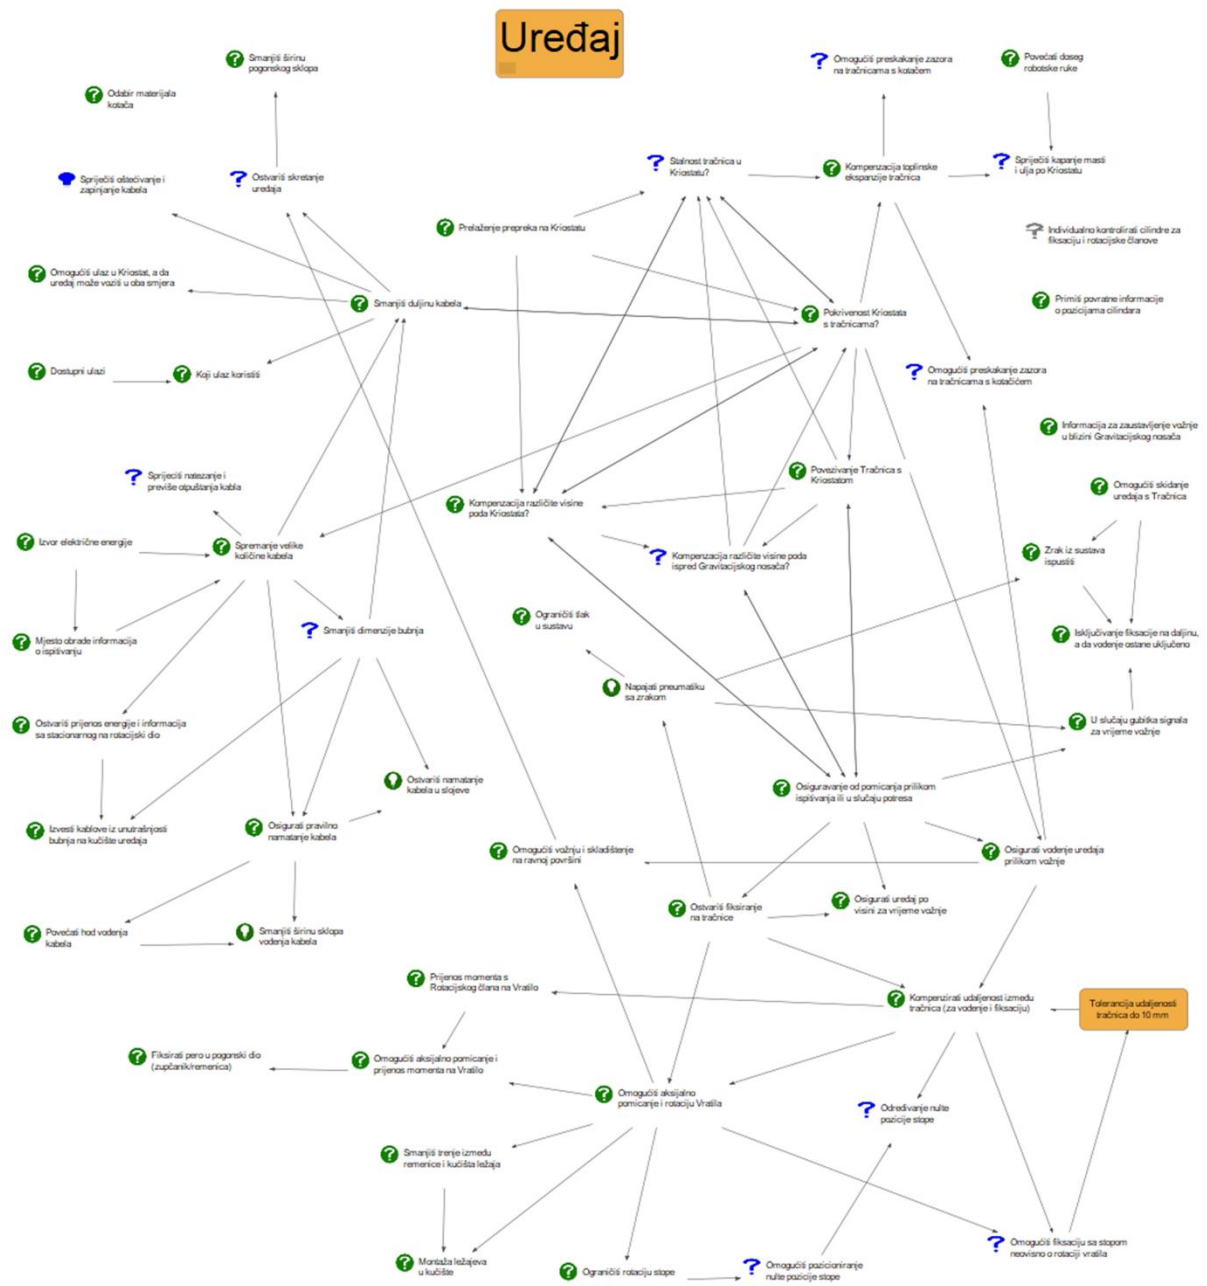 Uređaj
Smanjiti širinu
pogonskog sklopa
Omogućiti preskakanje zazora
na tračnicama s kotačem
Povećati doseg
robotske ruke
Odabir materijala
kotača
Spriječiti oštećivanje i
zapinjanje kabela
Ostvariti skretanje
uređaja
Stalnost tračnica u
Kriostatu?
Kompenzacija toplinske
ekspanzije tračnica
Spriječiti kapanje masti
i ulja po Kriostatu
Prelaženje prepreka na Kriostatu
Individualno kontrolirati cilindre za
fiksaciju i rotacijske članove
Omogućiti ulaz u Kriostat, a da
uređaj može voziti u oba smjera
Smanjiti duljinu kabela
Pokrivenost Kriostata
s tračnicama?
Primiti povratne informacije
o pozicijama cilindara
Dostupni ulazi
Koji ulaz koristiti
Omogućiti preskakanje zazora
na tračnicama s kotačićem
Informacija za zaustavljenje vožnje
u blizini Gravitacijskog nosača
Spriječiti natezanje i
previše otpuštanja kabla
Kompenzacija različite visine
poda Kriostata?
Povezivanje Tračnica s
Kriostatom
Omogućiti skidanje
uređaja s Tračnica
Izvor električne energije
Spremanje velike
količine kabela
Kompenzacija različite visine poda
ispred Gravitacijskog nosača?
Zrak iz sustava
ispustiti
Mjesto obrade informacija
o ispitivanju
Smanjiti dimenzije bubnja
Ograničiti tlak
u sustavu
Isključivanje fiksacije na daljinu,
a da vođenje ostane uključeno
Napajati pneumatiku
sa zrakom
Ostvariti prijenos energije i informacija
sa stacionarnog na rotacijski dio
U slučaju gubitka signala
za vrijeme vožnje
Ostvariti namatanje
kabela u slojeve
Osiguravanje od pomicanja prilikom
ispitivanja ili u slučaju potresa
Izvesti kablove iz unutrašnjosti
bubnja na kućište uređaja
Osigurati pravilno
namatanje kabela
Omogućiti vožnju i skladištenje
na ravnoj površini
Osigurati vođenje uređaja
prilikom vožnje
Ostvariti fiksiranje
na tračnice
Osigurati uređaj po
visini za vrijeme vožnje
Povećati hod vođenja
kabela
Smanjiti širinu sklopa
vođenja kabela
Prijenos momenta s
Rotacijskog člana na Vratilo
Kompenzirati udaljenost između
tračnica (za vođenje i fiksaciju)
Tolerancija udaljenosti
tračnica do 10 mm
Fiksirati pero u pogonski dio
(zupčanik/remenica)
Omogućiti aksijalno pomicanje i
prijenos momenta na Vratilo
Omogućiti aksijalno
pomicanje i rotaciju Vratila
Određivanje nulte
pozicije stope
Smanjiti trenje između
remenice i kućišta ležaja
Omogućiti fiksaciju sa stopom
neovisno o rotaciji vratila
Montaža ležajeva
u kućište
Ograničiti rotaciju stope
Omogućiti pozicioniranje
nulte pozicije stope